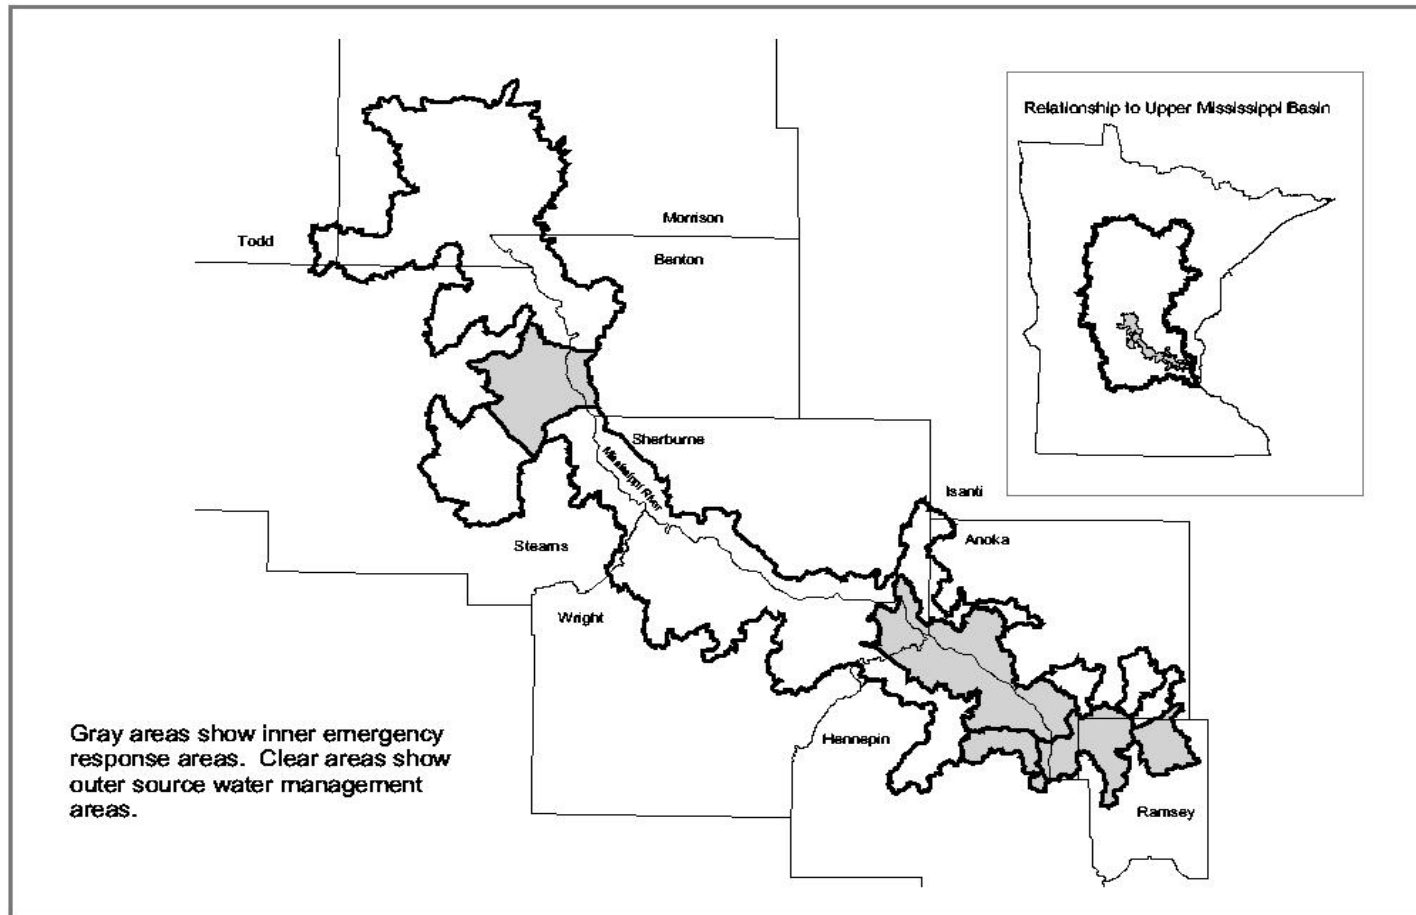 Relationship to Upper Mississippi Basin
Morrison
Todd
Benton
Sherburne
Mississippi River
Isanti
Anoka
Stearns
Wright
Hennepin
Ramsey
Gray areas show inner emergency
response areas. Clear areas show
outer source water management
areas.